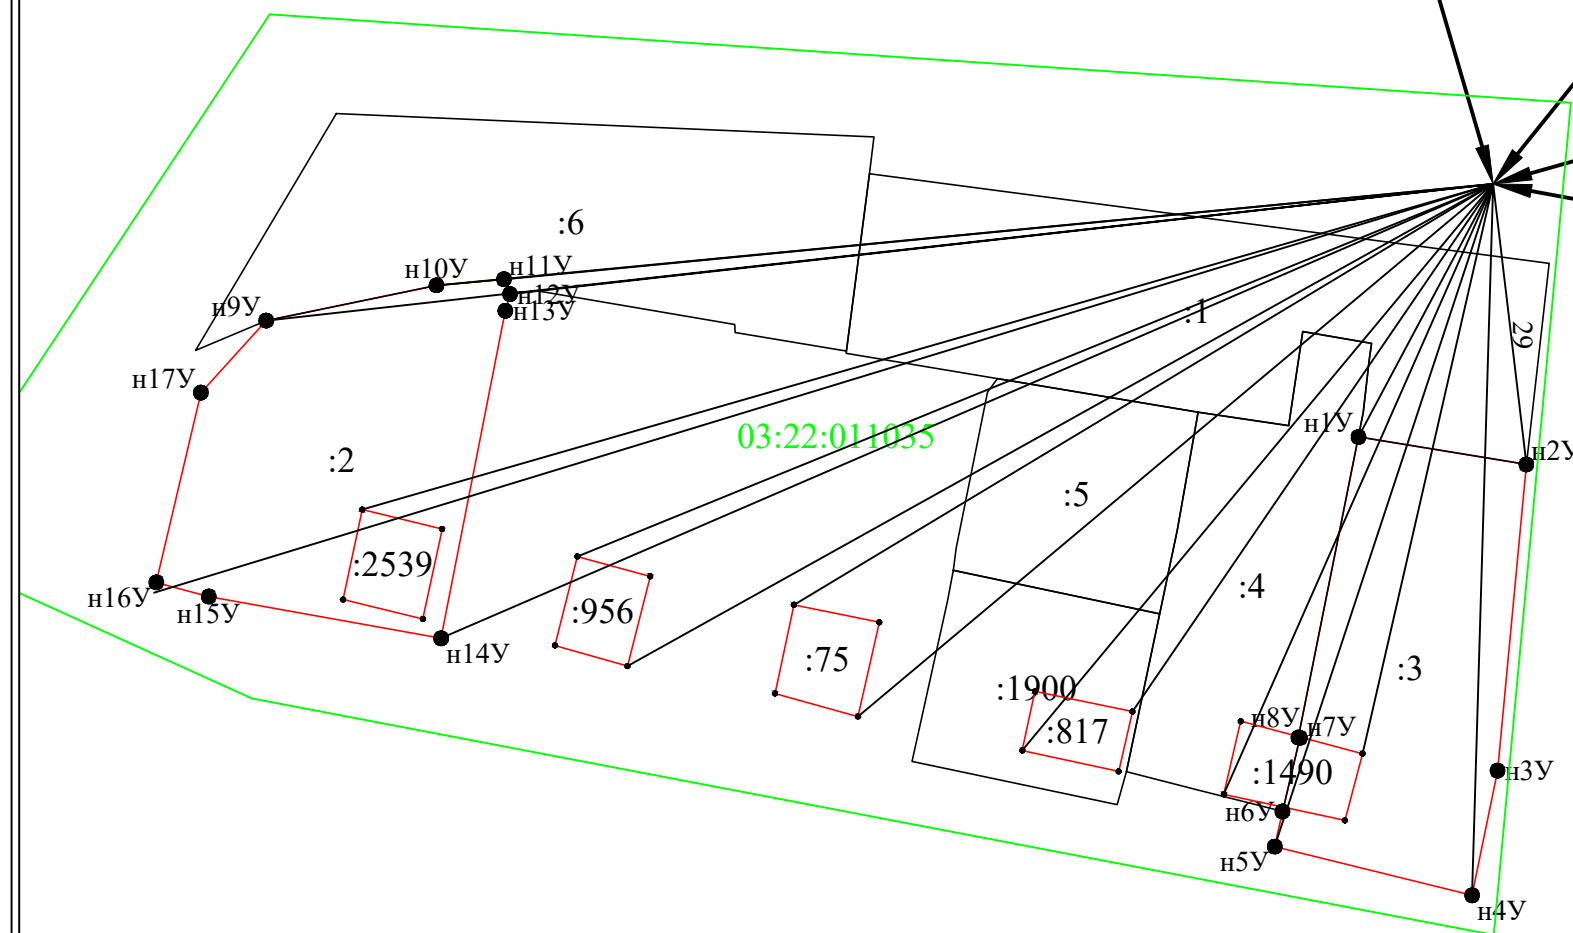 :6
н10У
н11У
н12У
н9У
н13У
:1
29
н17У
н1У
03:22:011035
н2У
:2
:5
:2539
:4
н16У
н15У
:956
н14У
:75
:3
:1900
:817
н8У
н7У
:1490
н3У
н6У
н5У
н4У